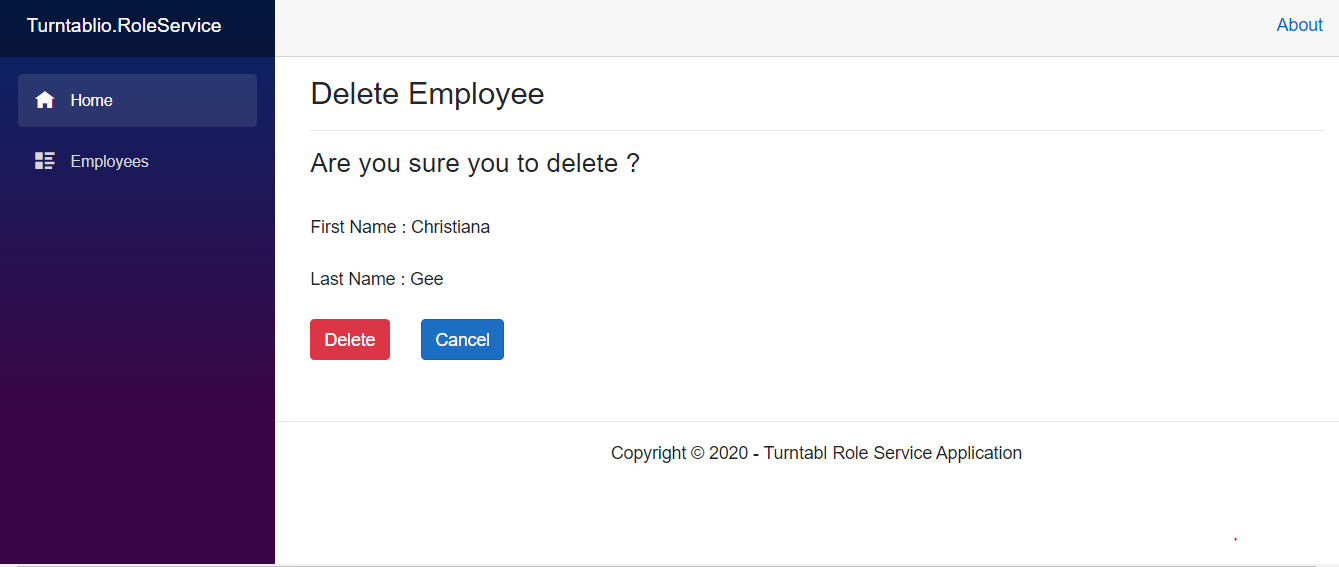 Turntablio.RoleService
About
Home
Employees
Delete Employee
Are you sure you to delete ?
First Name : Christiana
Last Name : Gee
Delete
Cancel
Copyright © 2020 - Turntabl Role Service Application